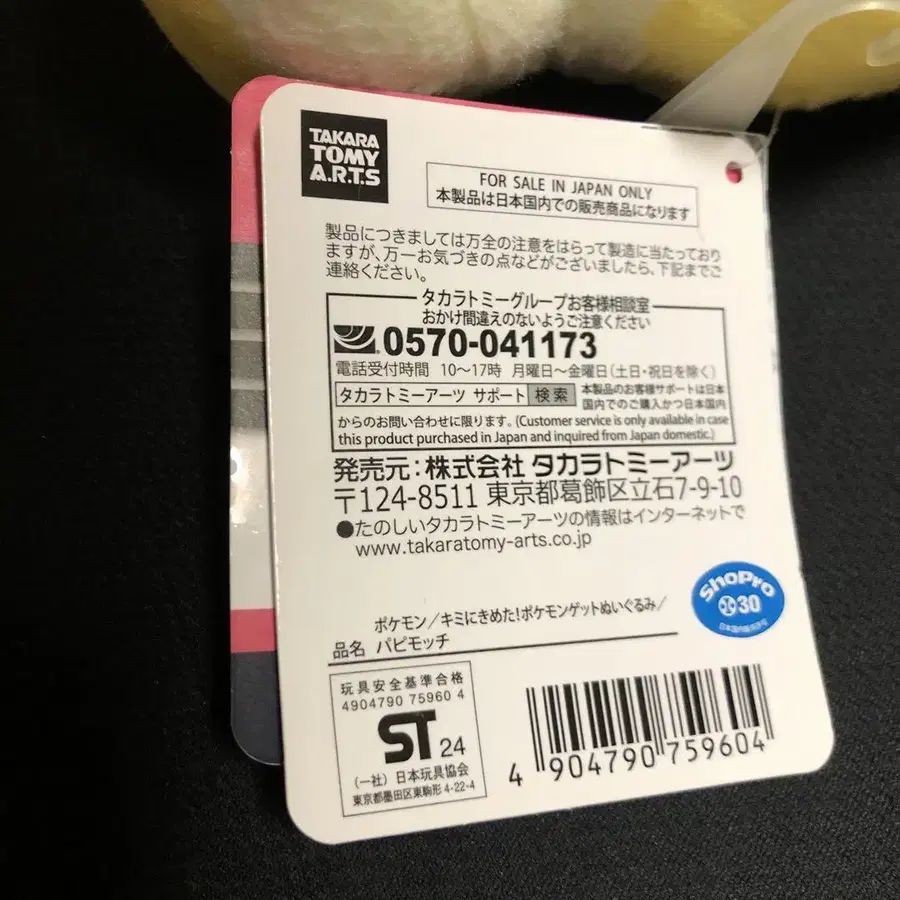 TAKARA
TOMY
A.R.T.S
FOR SALE IN JAPAN ONLY
本製品は日本国内での販売商品になります
製品につきましては万全の注意をはらって製造に当たっており
ますが、万一お気づきの点などがございましたら、下記までご
連絡ください。
タカラトミーグループお客様相談室
おかけ間違えのないようご注意ください
0570-041173
電話受付時間 10〜17時 月曜日〜金曜日(土日・祝日を除く)
タカラトミーアーツ サポート 検索 本製品のお客様サポートは日本
国内でのご購入かつ日本国内
からのお問い合わせに限ります。(Customer service is only available in case
this product purchased in Japan and inquired from Japan domestic.)
発売元:株式会社 タカラトミーアーツ
〒124-8511 東京都葛飾区立石7-9-10
●たのしいタカラトミーアーツの情報はインターネットで
www.takaratomy-arts.co.jp
ShoPro
30
日本国内販売許可
ポケモン/キミにきめた!ポケモンゲットぬいぐるみ/
品名 パピモッチ
玩具安全基準合格
4904790 75960 4
ST 24
(一社)日本玩具協会
東京都墨田区東駒形4-22-4
4 904790 759604